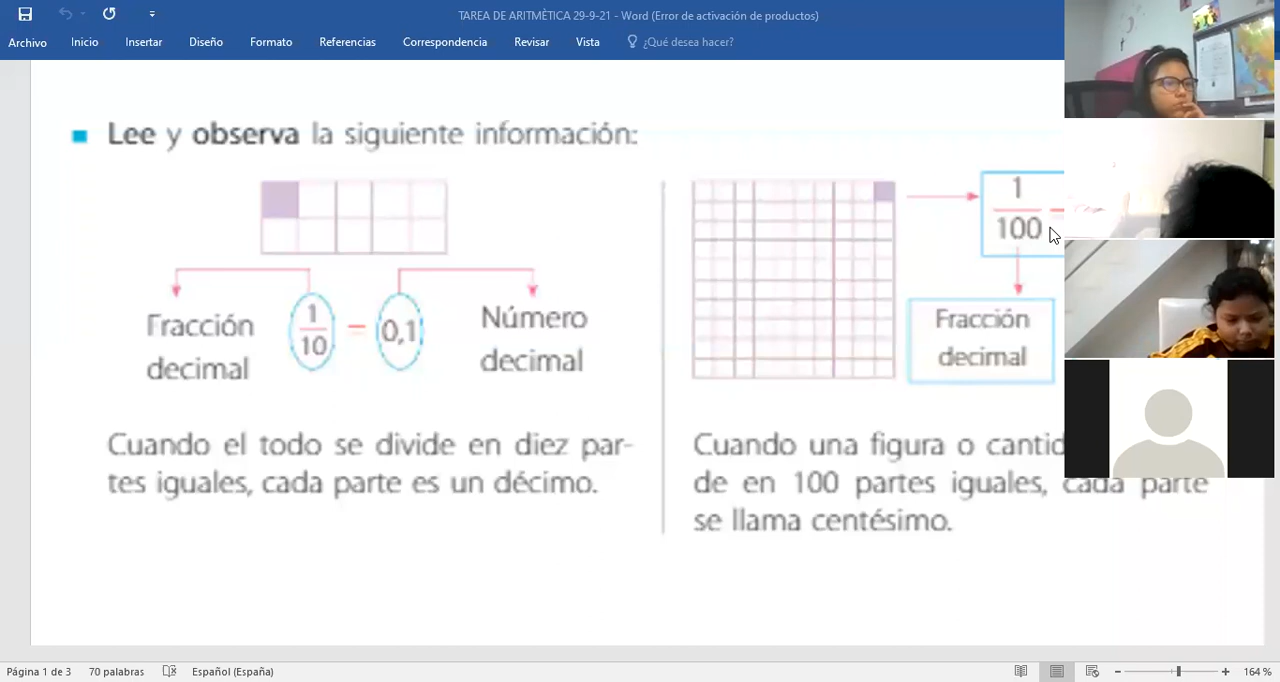 TAREA DE ARITMÈTICA 29-9-21 - Word (Error de activación de productos)
Archivo Inicio Insertar Diseño Formato Referencias Correspondencia Revisar Vista ¿Qué desea hacer?
Lee y observa la siguiente información:
Fracción
decimal
1
10
=
0,1
Número
decimal
Cuando el todo se divide en diez par-
tes iguales, cada parte es un décimo.
1
100
Fracción
decimal
Cuando una figura o cantid
de en 100 partes iguales, cada parte
se llama centésimo.
Página 1 de 3 70 palabras Español (España) 164 %